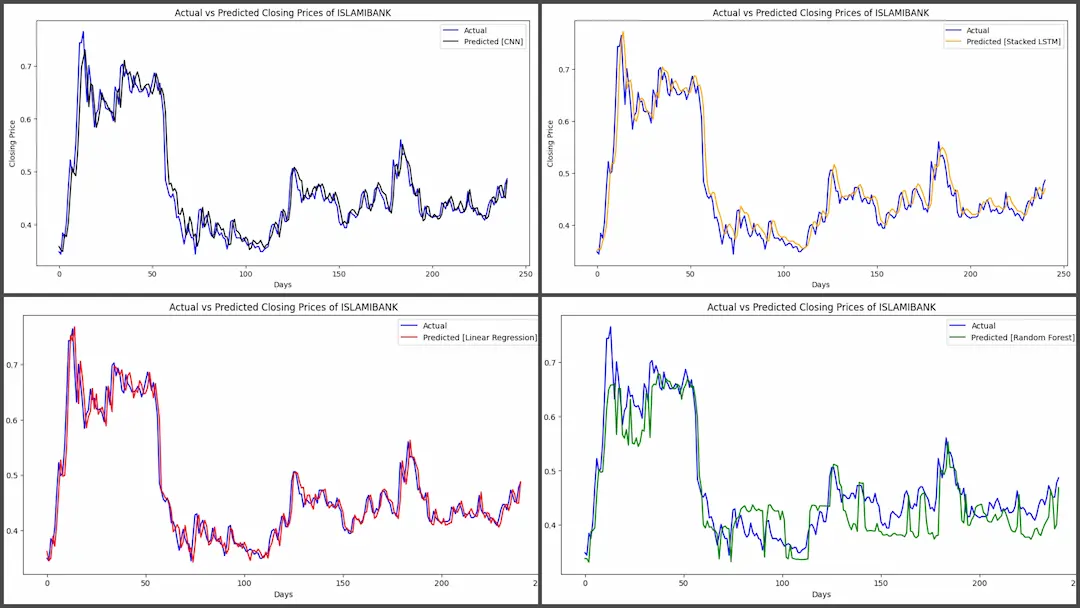 Actual vs Predicted Closing Prices of ISLAMIBANK
Actual
Predicted [CNN]
Closing Price
0.7
0.6
0.5
0.4
0 50 100 150 200 250
Days
Actual vs Predicted Closing Prices of ISLAMIBANK
Actual
Predicted [Stacked LSTM]
Closing Price
0.7
0.6
0.5
0.4
0 50 100 150 200 250
Days
Actual vs Predicted Closing Prices of ISLAMIBANK
Actual
Predicted [Linear Regression]
0.7
0.6
0.5
0.4
0 50 100 150 200 2
Days
Actual vs Predicted Closing Prices of ISLAMIBANK
Actual
Predicted [Random Forest]
0.7
0.6
0.5
0.4
0 50 100 150 200 2
Days